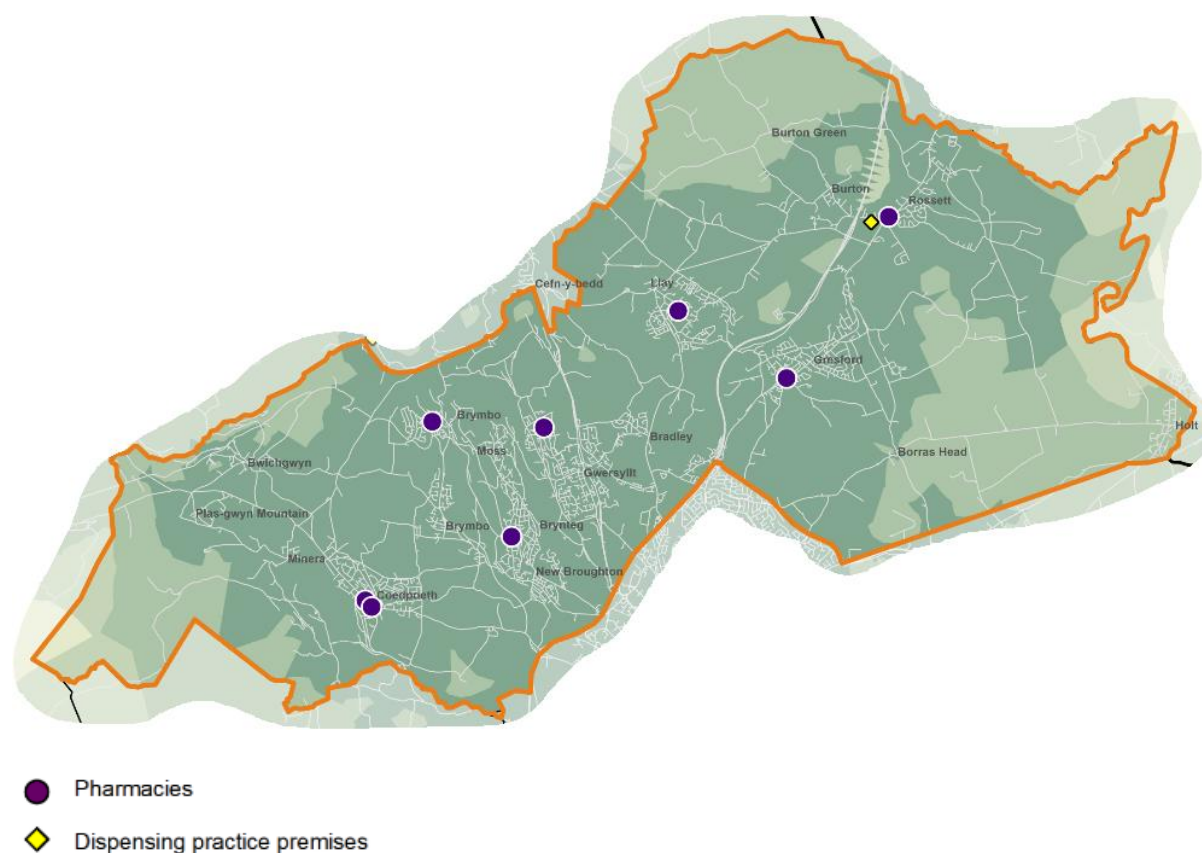 Burton Green
Burton
Rossett
Cefn-y-bedd
Llay
Gresford
Brymbo
Moss
Bradley
Holt
Borras Head
Gwersyllt
Bwlchgwyn
Plas-gwyn Mountain
Brymbo
Brynteg
Minera
New Broughton
Coedpoeth
Pharmacies
Dispensing practice premises